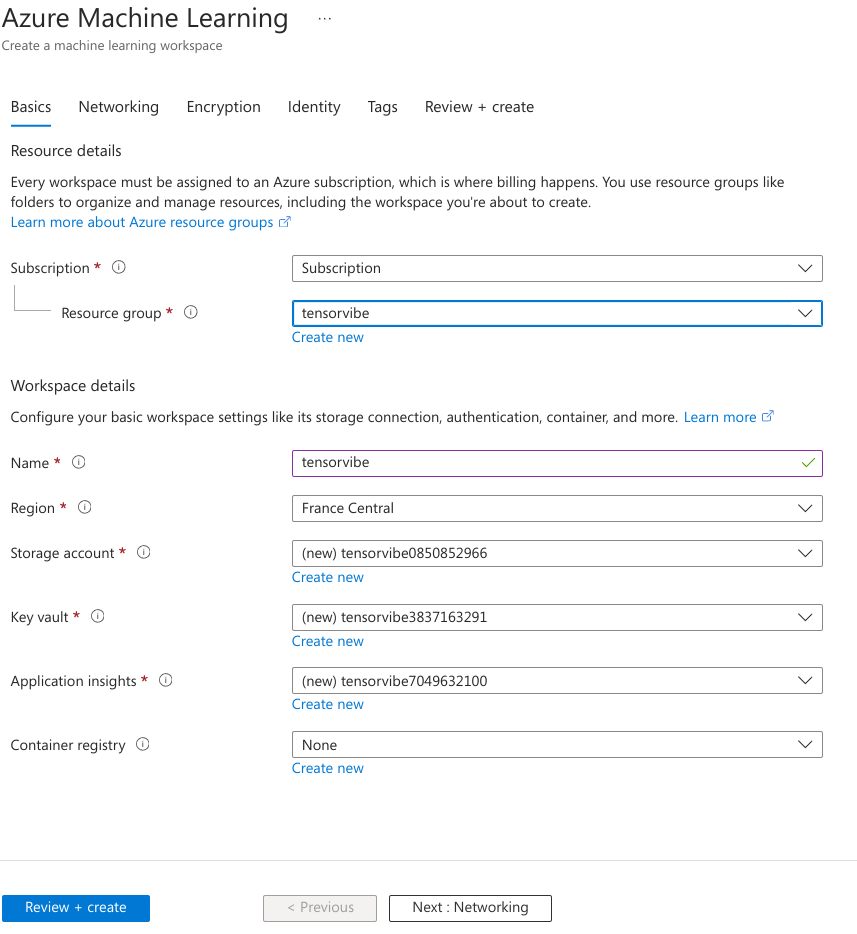 Azure Machine Learning ...
Create a machine learning workspace
Basics Networking Encryption Identity Tags Review + create
Resource details
Every workspace must be assigned to an Azure subscription, which is where billing happens. You use resource groups like
folders to organize and manage resources, including the workspace you're about to create.
Learn more about Azure resource groups
Subscription * Subscription
Resource group * tensorvibe
Create new
Workspace details
Configure your basic workspace settings like its storage connection, authentication, container, and more. Learn more
Name * tensorvibe
Region * France Central
Storage account * (new) tensorvibe0850852966
Create new
Key vault * (new) tensorvibe3837163291
Create new
Application insights * (new) tensorvibe7049632100
Create new
Container registry None
Create new
Review + create < Previous Next : Networking